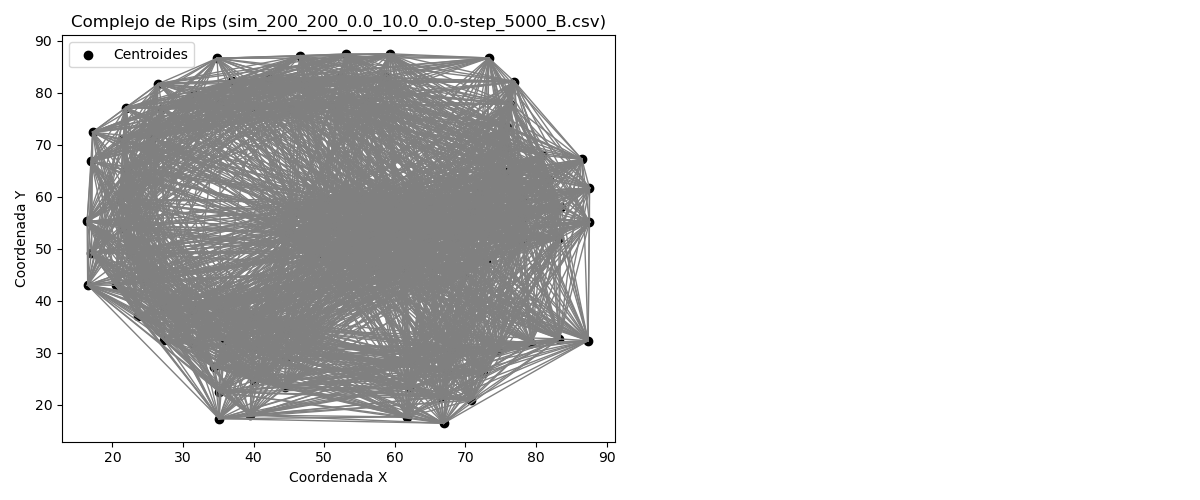 Complejo de Rips (sim_200_200_0.0_10.0_0.0-step_5000_B.csv)
Centroides
90
80
70
60
50
40
30
20
Coordenada Y
20 30 40 50 60 70 80 90
Coordenada X